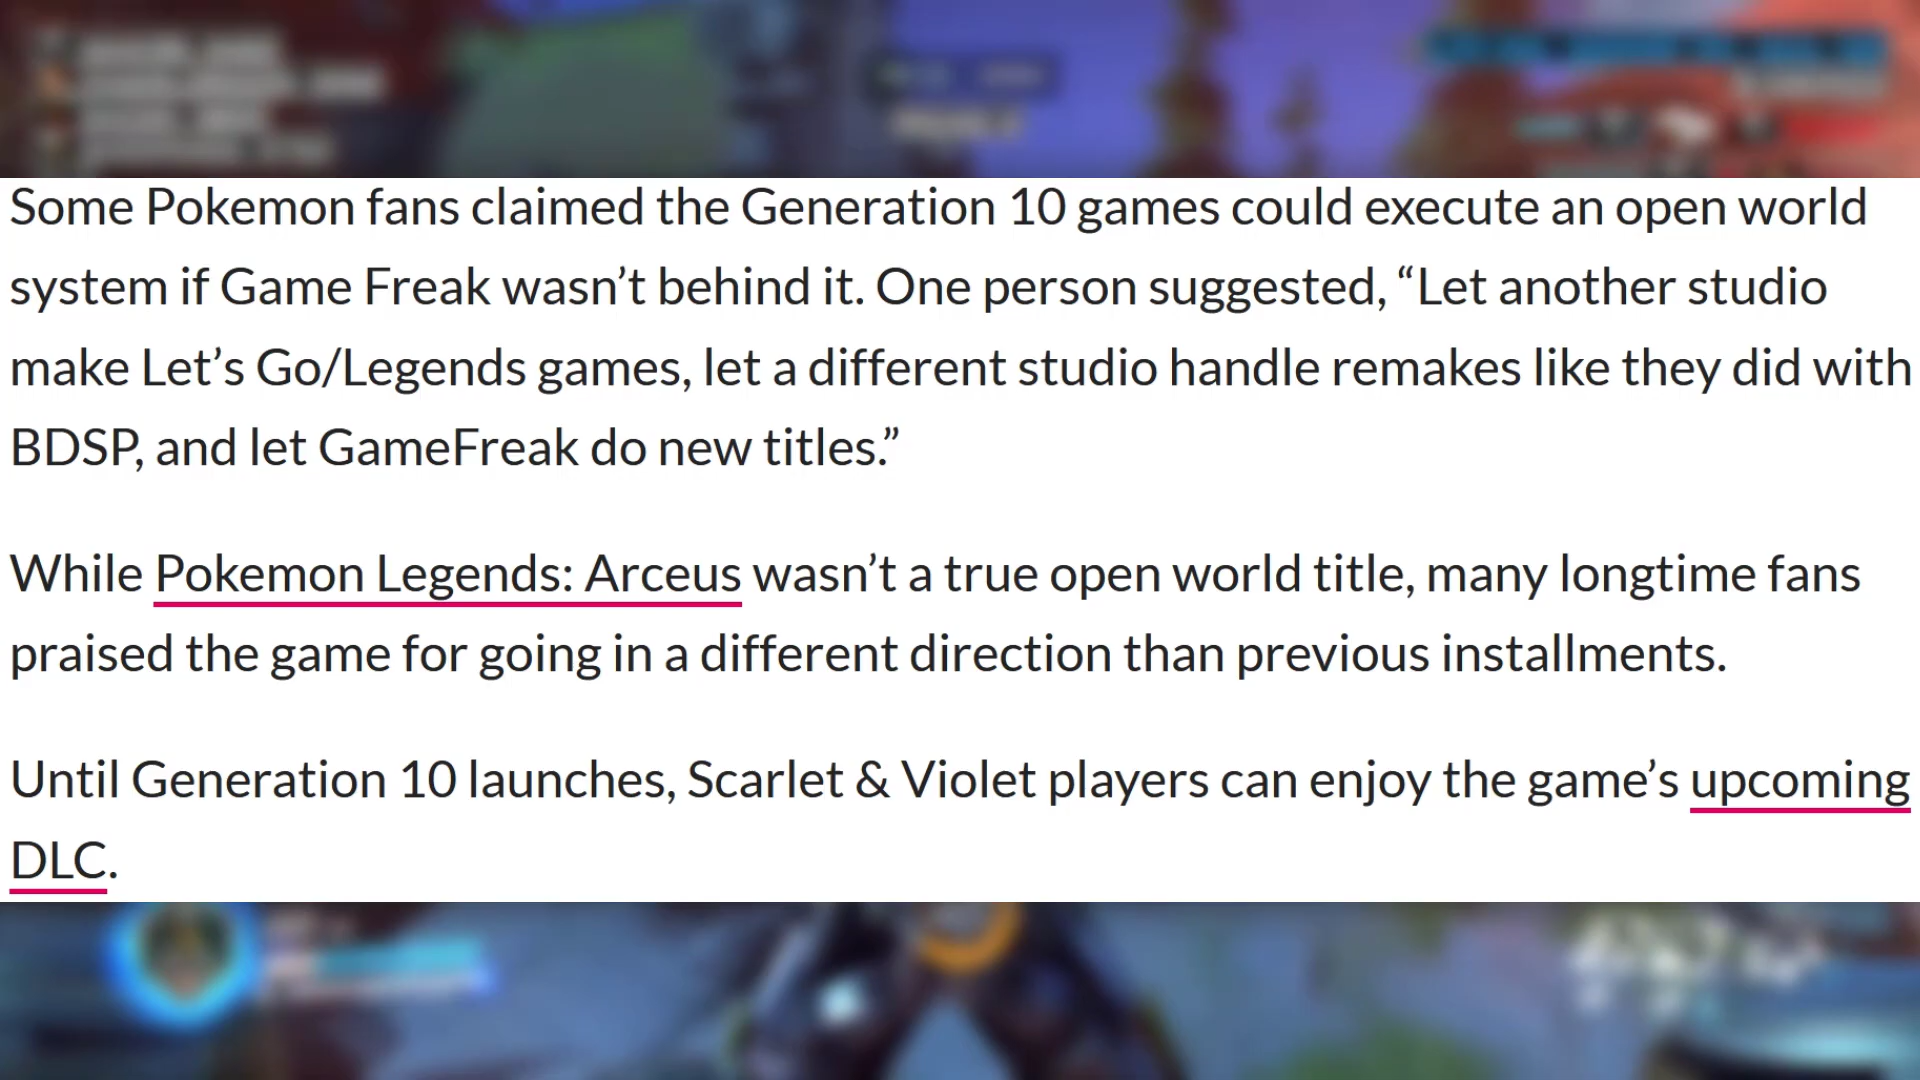 Some Pokemon fans claimed the Generation 10 games could execute an open world
system if Game Freak wasn’t behind it. One person suggested, “Let another studio
make Let’s Go/Legends games, let a different studio handle remakes like they did with
BDSP, and let GameFreak do new titles.”
While Pokemon Legends: Arceus wasn’t a true open world title, many longtime fans
praised the game for going in a different direction than previous installments.
Until Generation 10 launches, Scarlet & Violet players can enjoy the game’s upcoming
DLC.